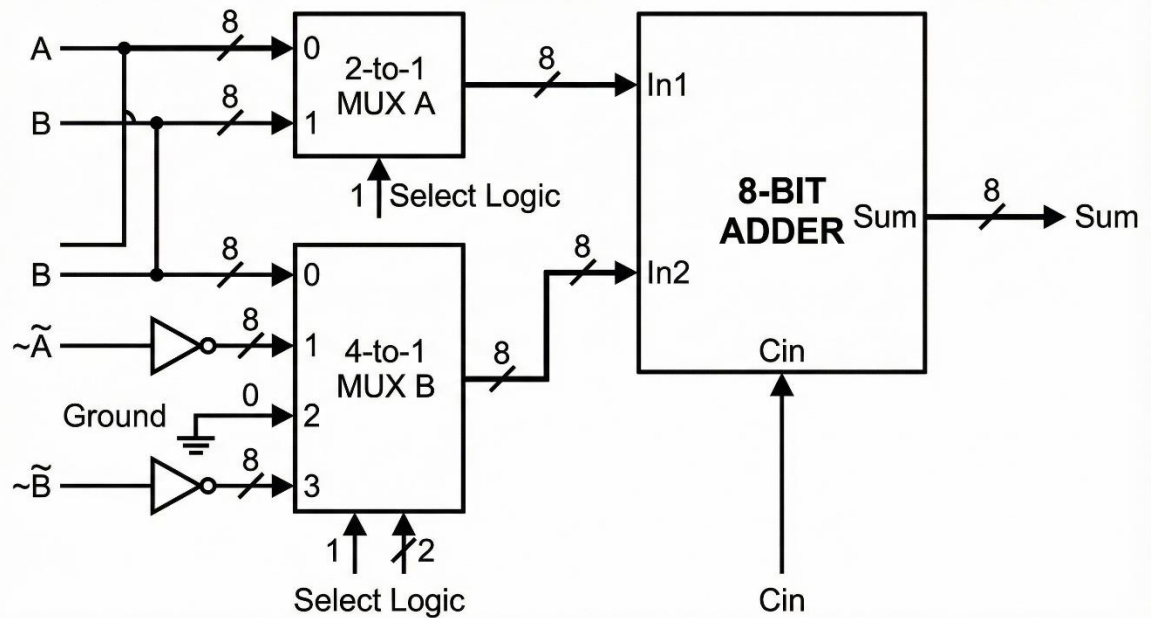 A 8 0
2-to-1
MUX A
8 In1
B 8 1
1 Select Logic
8-BIT
ADDER
Sum 8 Sum
B 8 0
8 In2
~Ã 8 1
4-to-1
MUX B
8
Ground 0 2
~B̃ 8 3
Cin
1 2
Select Logic
Cin